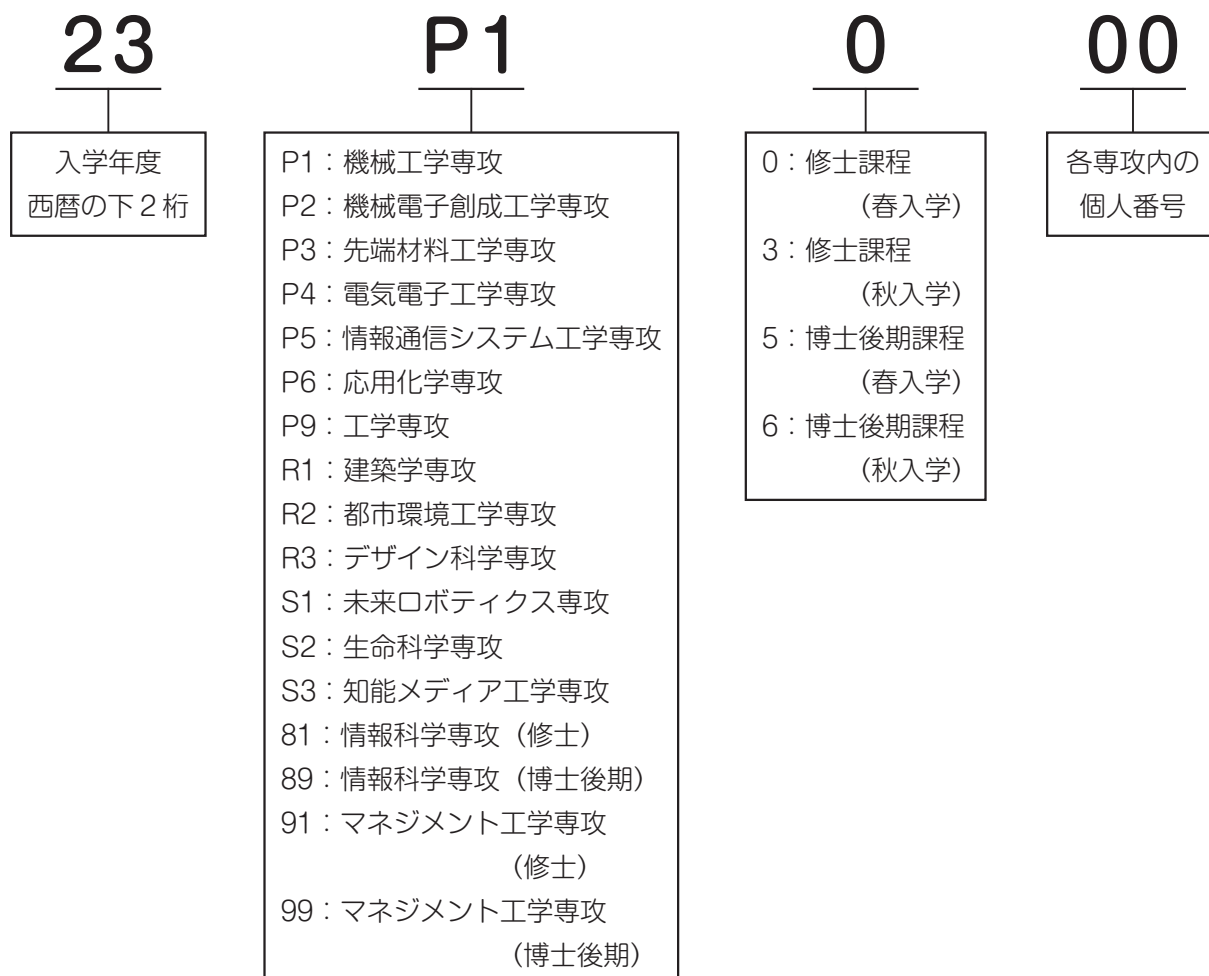 23
P1
0
00
入学年度
西暦の下２桁
P1：機械工学専攻
P2：機械電子創成工学専攻
P3：先端材料工学専攻
P4：電気電子工学専攻
P5：情報通信システム工学専攻
P6：応用化学専攻
P9：工学専攻
R1：建築学専攻
R2：都市環境工学専攻
R3：デザイン科学専攻
S1：未来ロボティクス専攻
S2：生命科学専攻
S3：知能メディア工学専攻
81：情報科学専攻（修士）
89：情報科学専攻（博士後期）
91：マネジメント工学専攻
（修士）
99：マネジメント工学専攻
（博士後期）
0：修士課程
（春入学）
3：修士課程
（秋入学）
5：博士後期課程
（春入学）
6：博士後期課程
（秋入学）
各専攻内の
個人番号